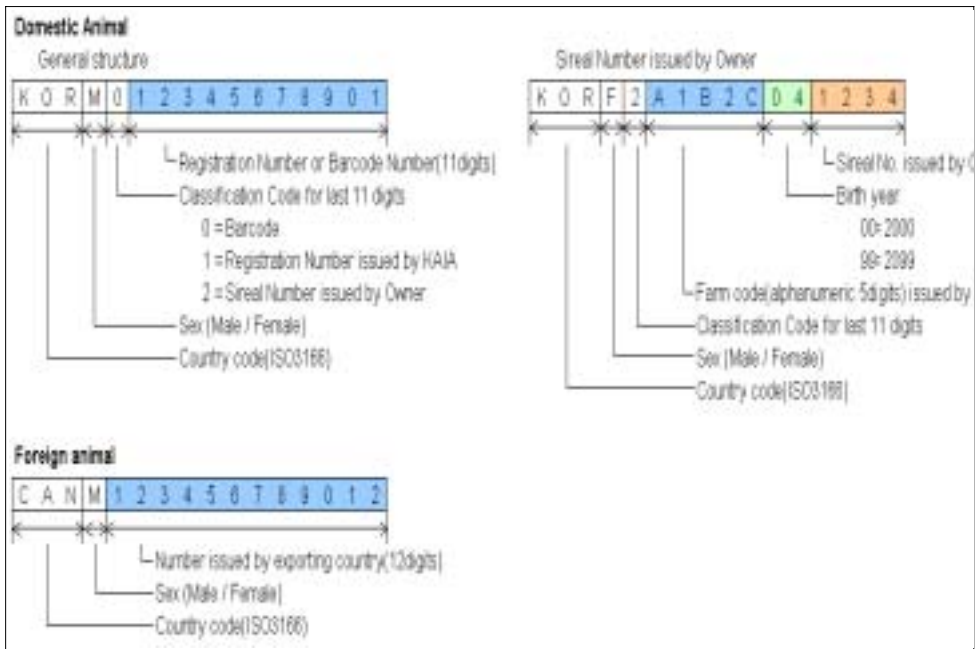 Domestic Animal
General structure
K O R M 0 1 2 3 4 5 6 7 8 9 0 1
Registration Number or Barcode Number(11digits)
Classification Code for last 11 digits
0 = Barcode
1 = Registration Number issued by KAIA
2 = Sireal Number issued by Owner
Sex (Male / Female)
Country code(ISO3166)
Sireal Number issued by Owner
K O R F 2 A 1 B 2 C 0 4 1 2 3 4
Sireal No. issued by
Birth year
00= 2000
99= 2099
Farm code(alphanumeric 5digits) issued by
Classification Code for last 11 digits
Sex (Male / Female)
Country code(ISO3166)
Foreign animal
C A N M 1 2 3 4 5 6 7 8 9 0 1 2
Number issued by exporting country(12digits)
Sex (Male / Female)
Country code(ISO3166)